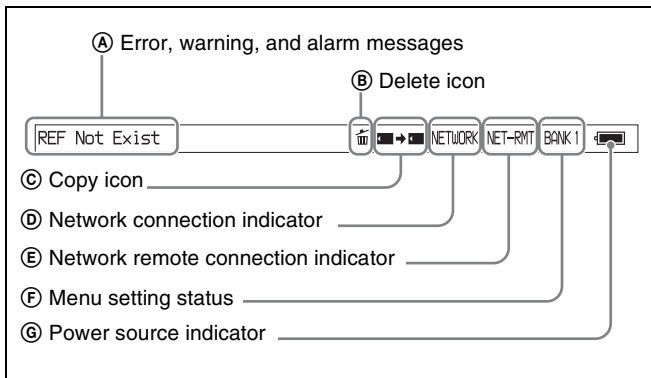 Ⓐ Error, warning, and alarm messages
Ⓑ Delete icon
REF Not Exist NETWORK NET-RMT BANK 1
Ⓒ Copy icon
Ⓓ Network connection indicator
Ⓔ Network remote connection indicator
Ⓕ Menu setting status
Ⓖ Power source indicator